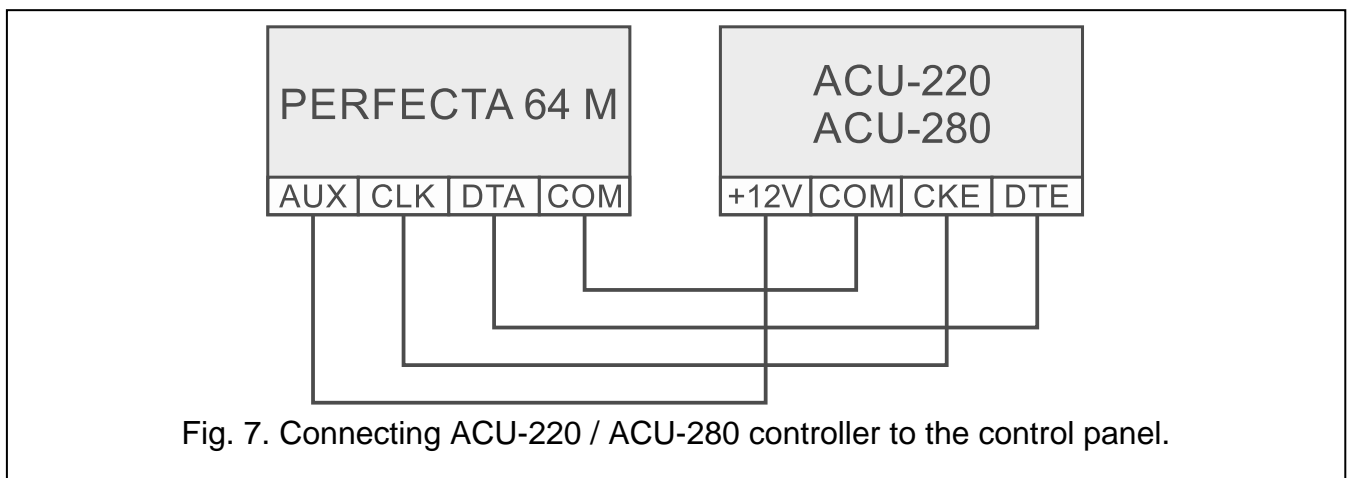 PERFECTA 64 M
AUX CLK DTA COM
ACU-220
ACU-280
+12V COM CKE DTE
Fig. 7. Connecting ACU-220 / ACU-280 controller to the control panel.